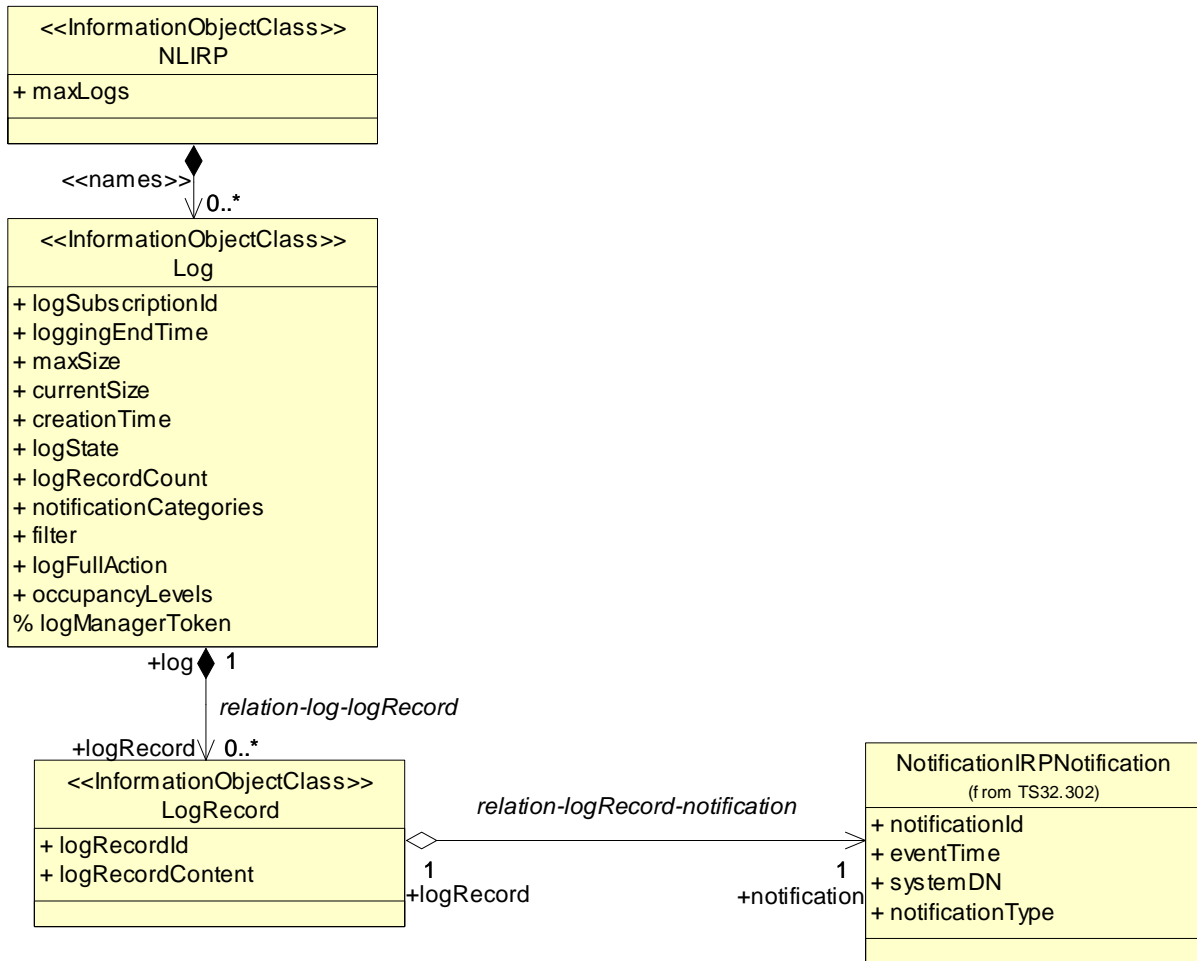 <<InformationObjectClass>>
NLIRP
+ maxLogs
<<names>>
0..*
<<InformationObjectClass>>
Log
+ logSubscriptionId
+ loggingEndTime
+ maxSize
+ currentSize
+ creationTime
+ logState
+ logRecordCount
+ notificationCategories
+ filter
+ logFullAction
+ occupancyLevels
% logManagerToken
+log 1
relation-log-logRecord
+logRecord 0..*
<<InformationObjectClass>>
LogRecord
+ logRecordId
+ logRecordContent
relation-logRecord-notification
1
+logRecord
1
+notification
NotificationIRPNotification
(from TS32.302)
+ notificationId
+ eventTime
+ systemDN
+ notificationType